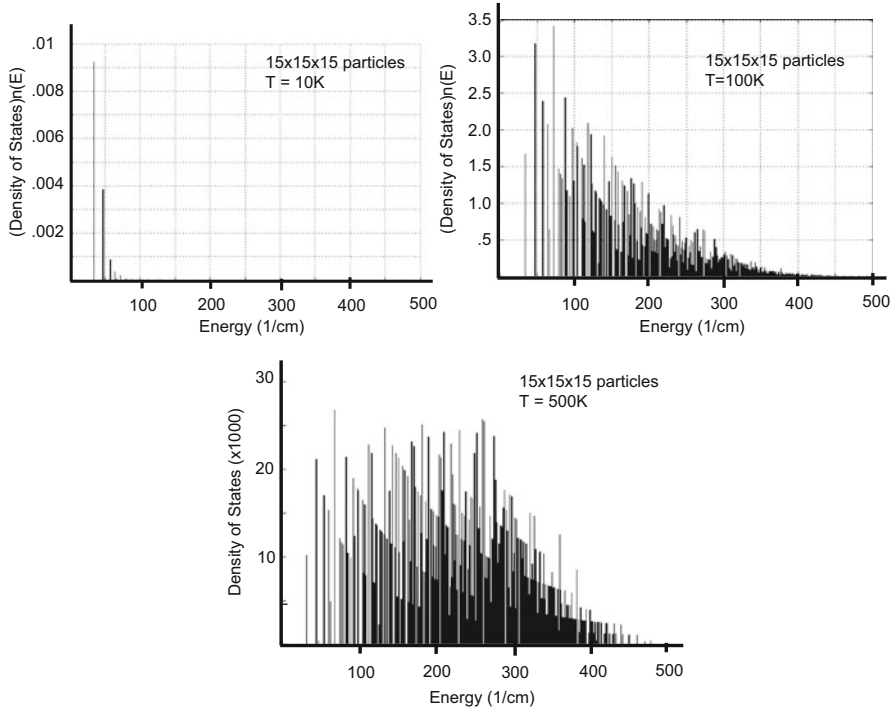 .01
.008
.006
.004
.002
(Density of States)n(E)
15x15x15 particles
T = 10K
100
200
300
400
500
Energy (1/cm)
3.5
3.0
2.5
2.0
1.5
1.0
.5
(Density of States)n(E)
15x15x15 particles
T=100K
100
200
300
400
500
Energy (1/cm)
30
20
10
Density of States (x1000)
15x15x15 particles
T = 500K
100
200
300
400
500
Energy (1/cm)